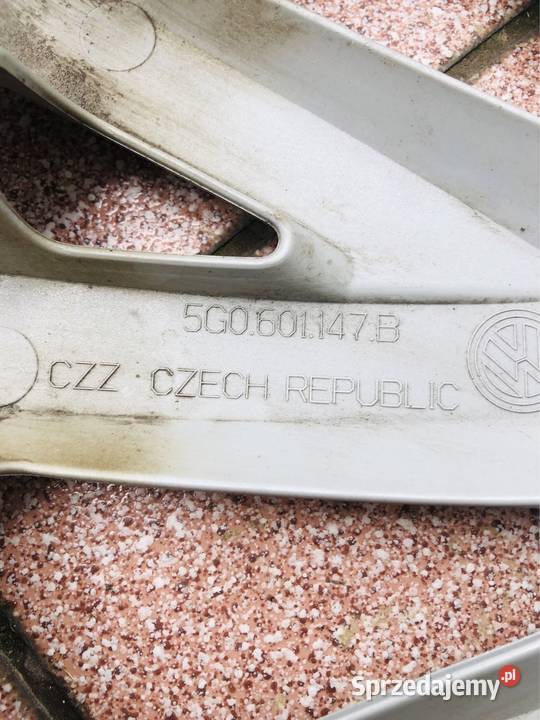 5G0.601.147.B
CZZ CZECH REPUBLIC
Sprzedajemy.pl